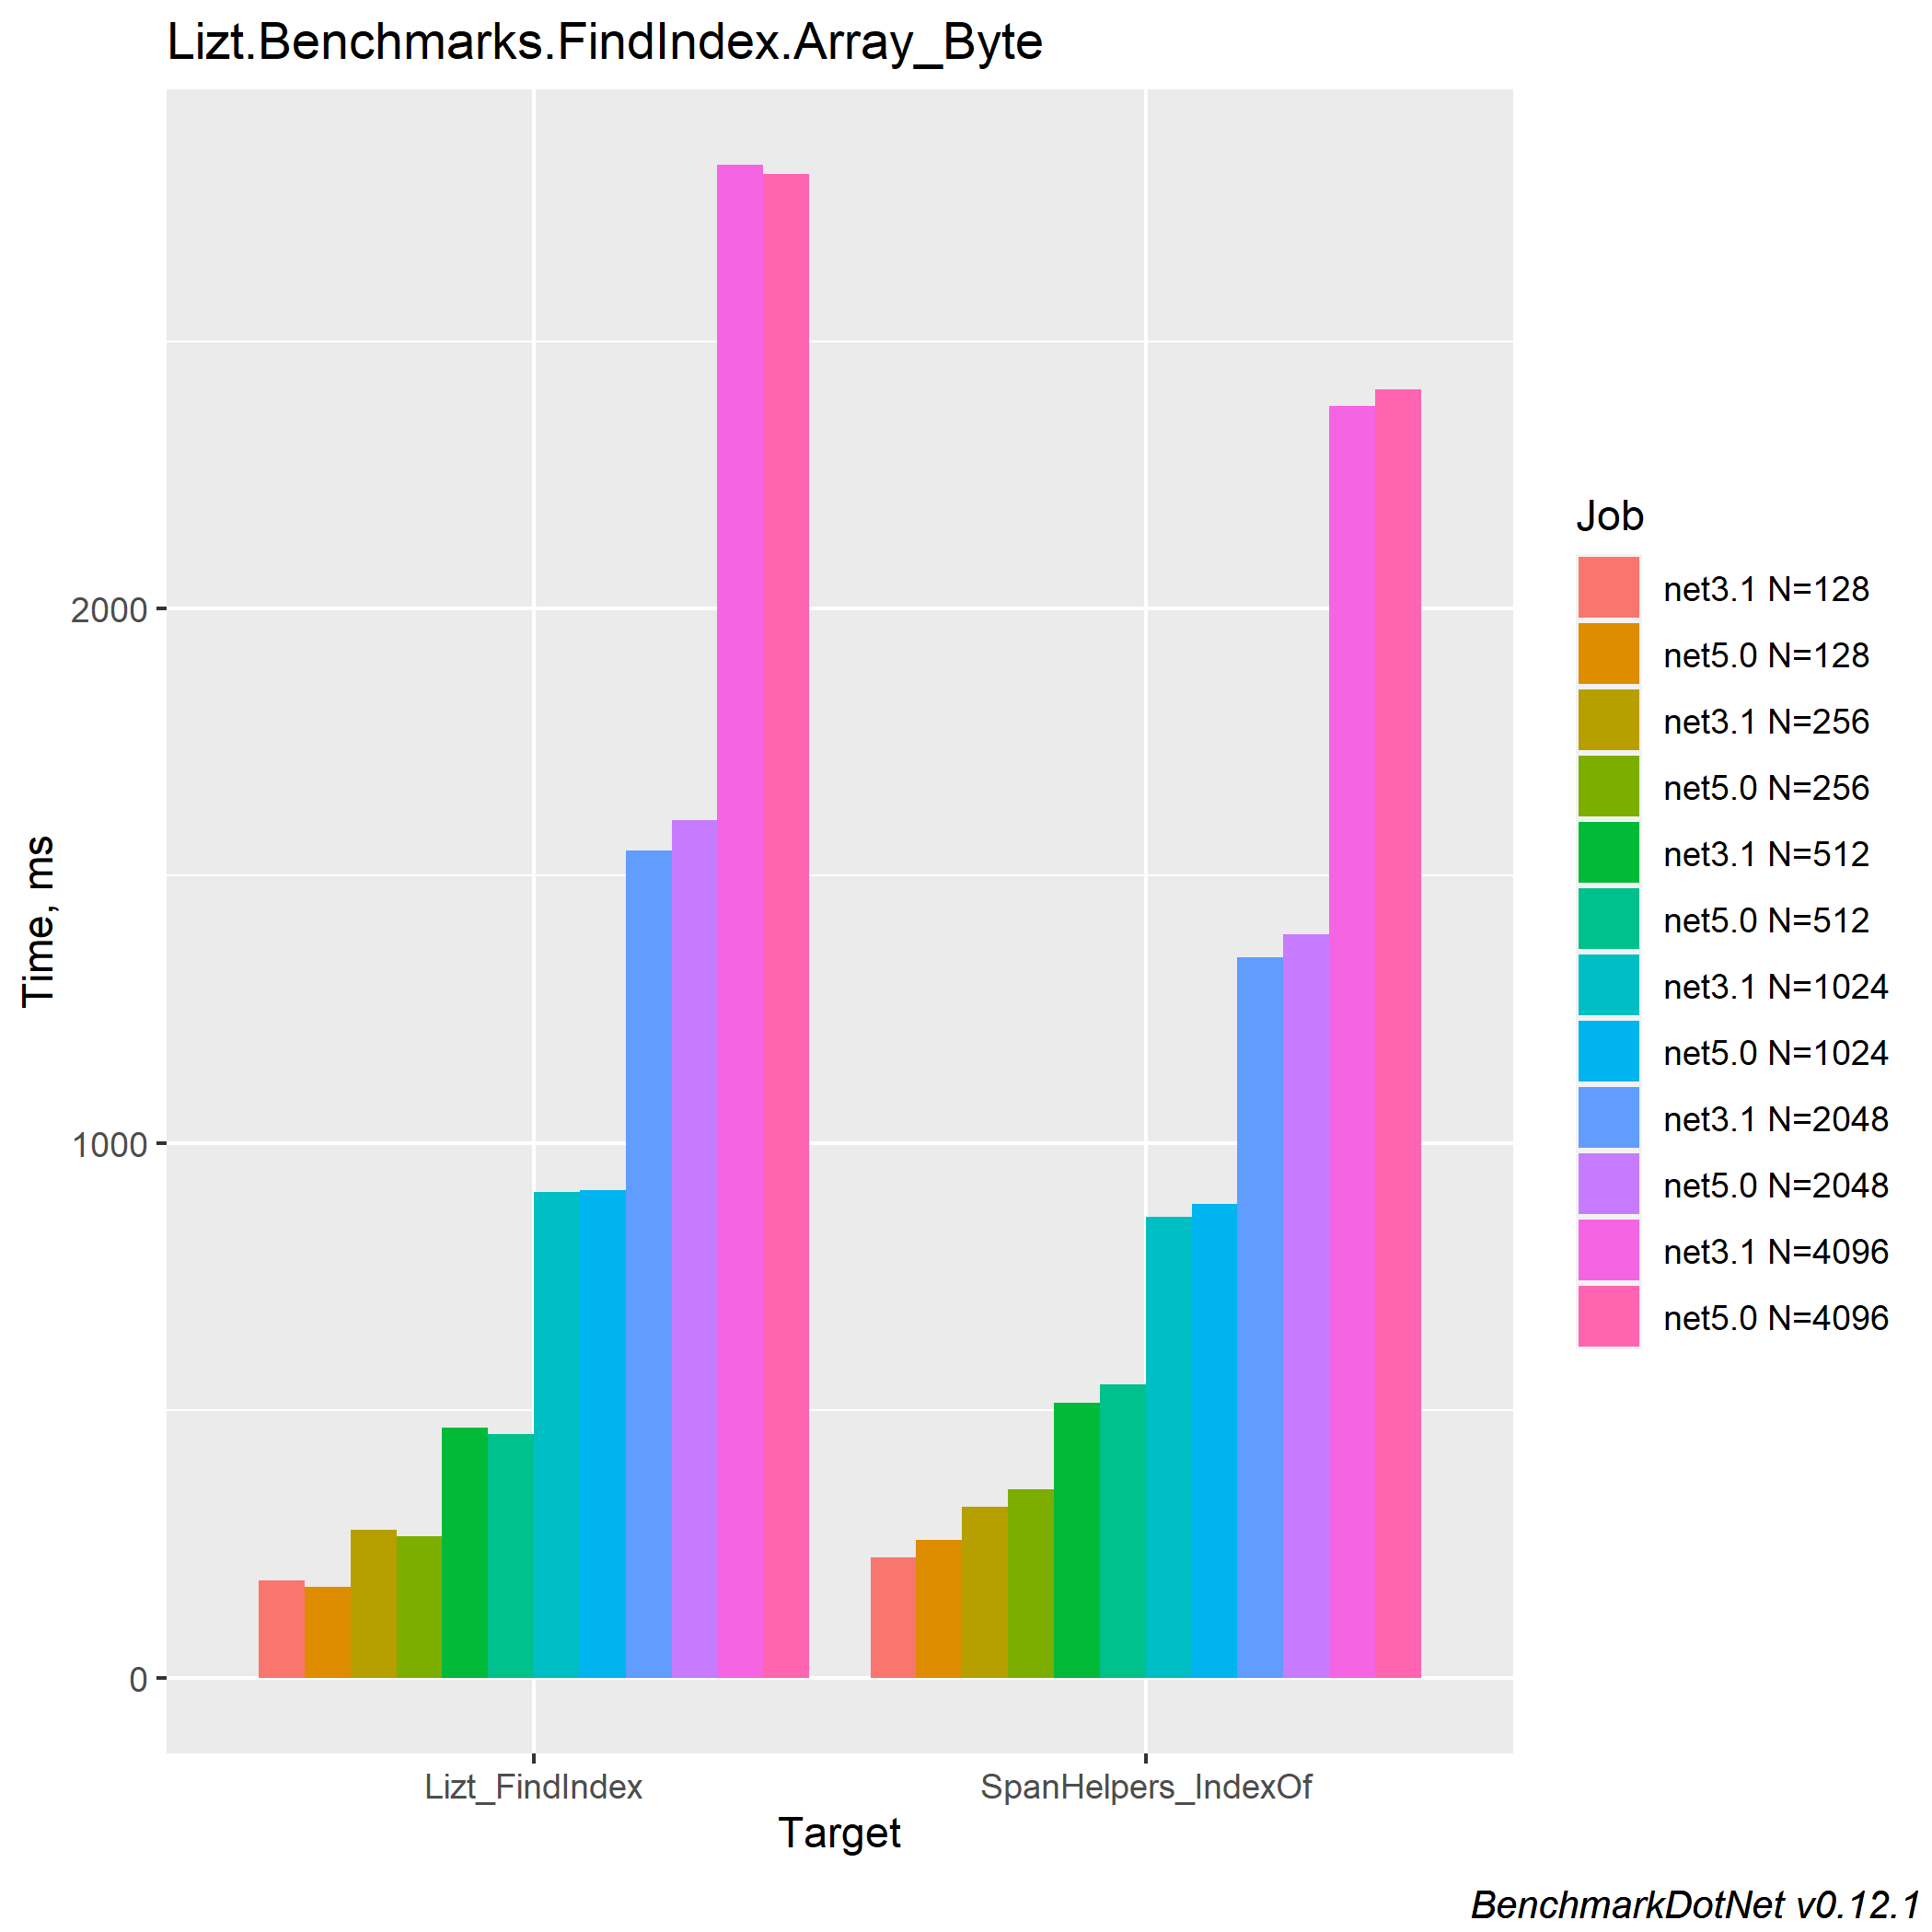 Lizt.Benchmarks.FindIndex.Array_Byte
Time, ms
2000
1000
0
Lizt_FindIndex
SpanHelpers_IndexOf
Target
Job
net3.1 N=128
net5.0 N=128
net3.1 N=256
net5.0 N=256
net3.1 N=512
net5.0 N=512
net3.1 N=1024
net5.0 N=1024
net3.1 N=2048
net5.0 N=2048
net3.1 N=4096
net5.0 N=4096
BenchmarkDotNet v0.12.1